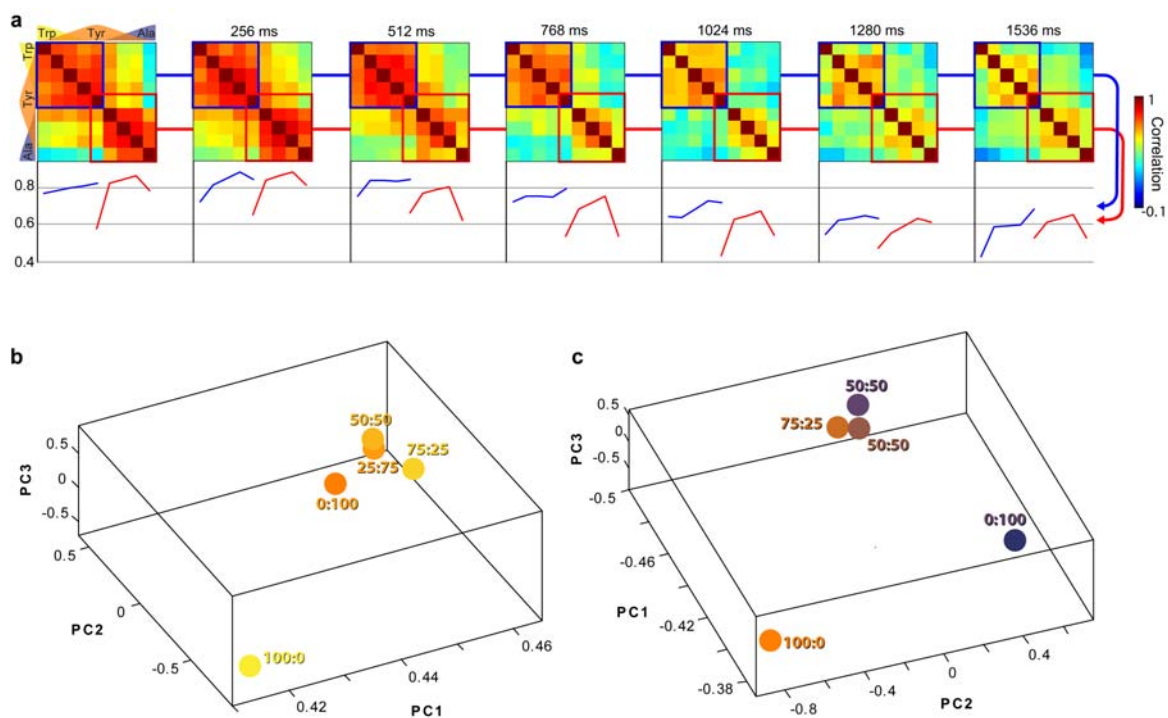 a
Trp Tyr Ala
256 ms 512 ms 768 ms 1024 ms 1280 ms 1536 ms
Trp
Tyr
Ala
1
Correlation
-0.1
0.8
0.6
0.4
b
50:50
75:25
25:75
0:100
100:0
PC3
0.5
0
-0.5
PC2
0.5
0
-0.5
0.42
0.44
0.46
PC1
c
50:50
75:25
50:50
0:100
100:0
PC3
0.5
0
-0.5
-0.5
PC1
-0.46
-0.42
-0.38
-0.8
-0.4
0
0.4
PC2